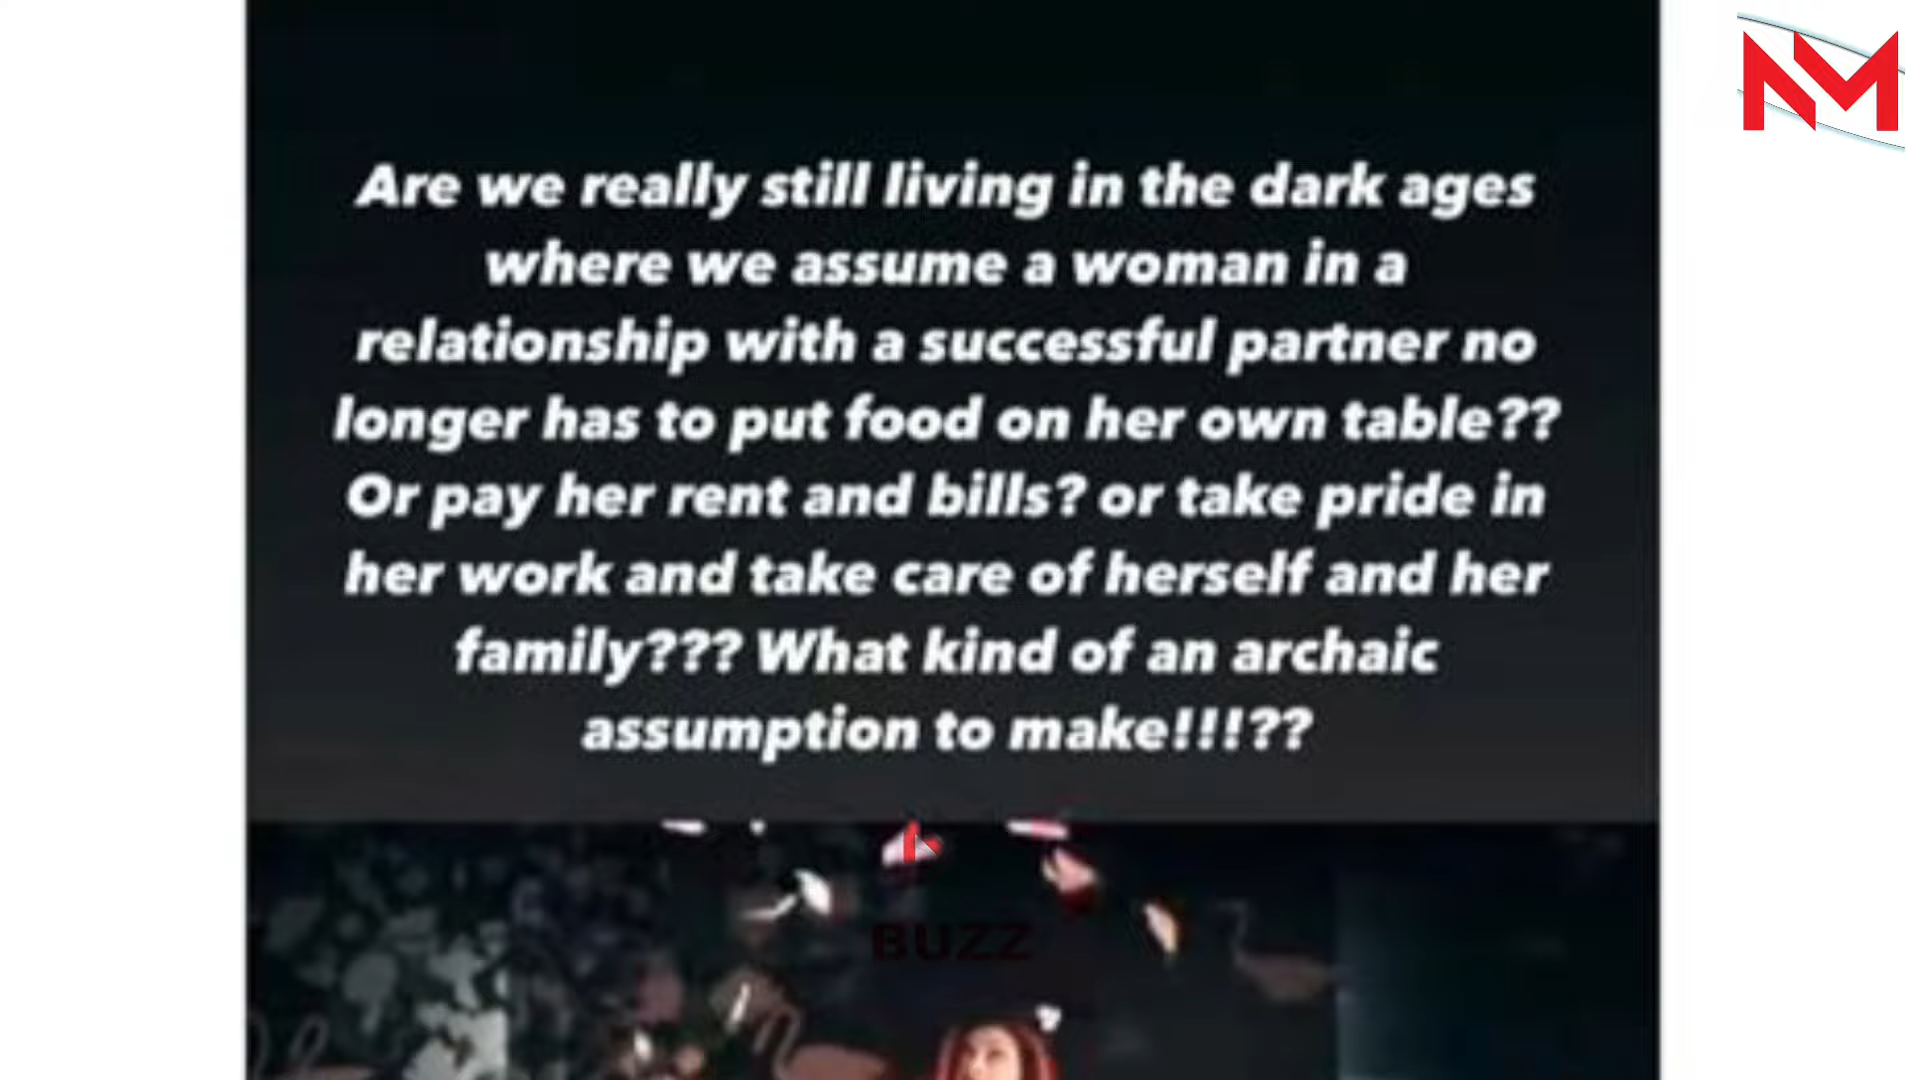 NM
Are we really still living in the dark ages
where we assume a woman in a
relationship with a successful partner no
longer has to put food on her own table??
Or pay her rent and bills? or take pride in
her work and take care of herself and her
family??? What kind of an archaic
assumption to make!!!??
BUZZ